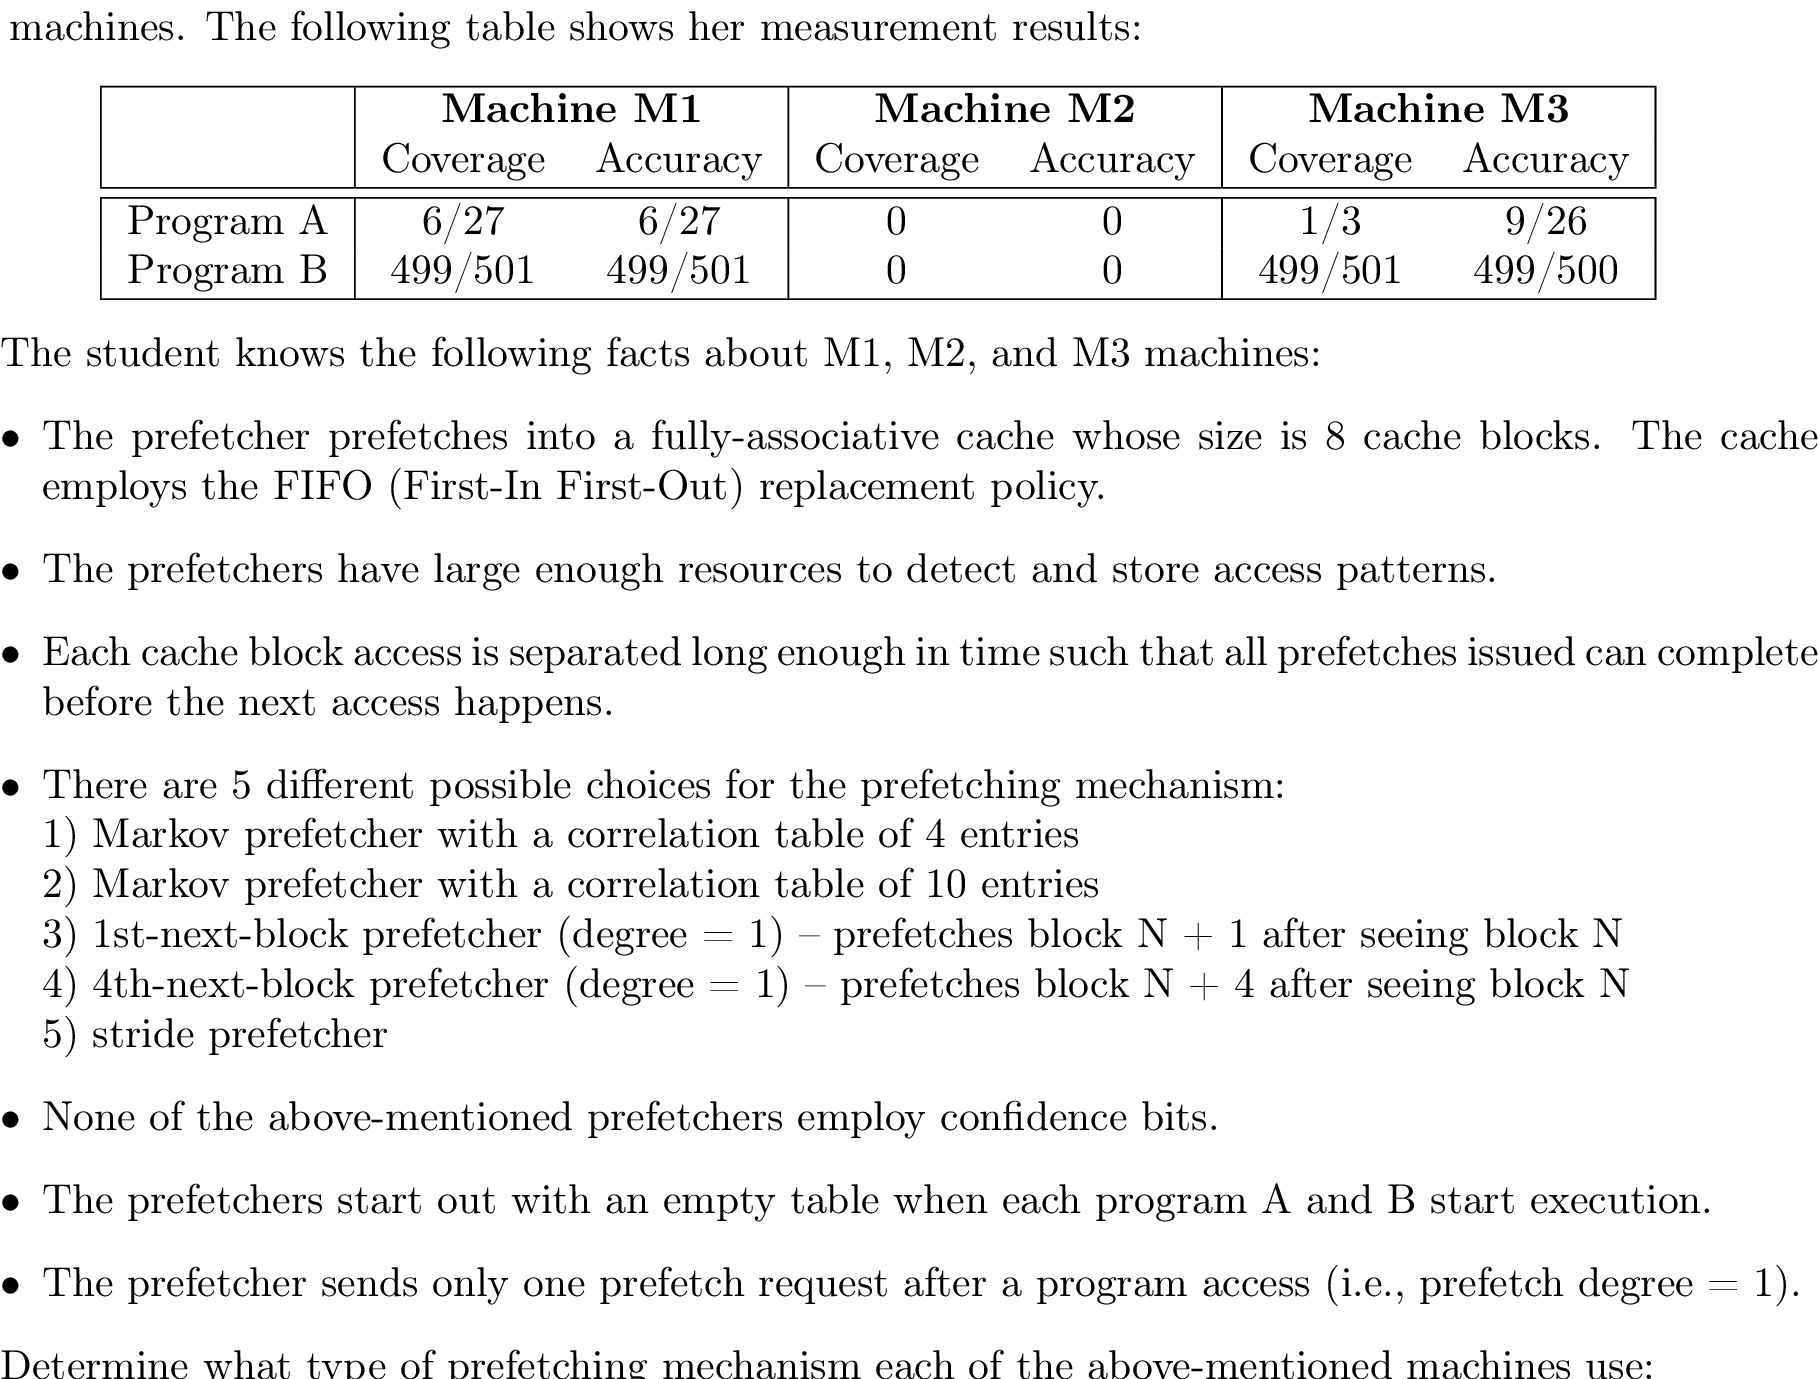 machines. The following table shows her measurement results:
Machine M1 Machine M2 Machine M3
Coverage Accuracy Coverage Accuracy Coverage Accuracy
Program A 6/27 6/27 0 0 1/3 9/26
Program B 499/501 499/501 0 0 499/501 499/500
The student knows the following facts about M1, M2, and M3 machines:
• The prefetcher prefetches into a fully-associative cache whose size is 8 cache blocks. The cache
employs the FIFO (First-In First-Out) replacement policy.
• The prefetchers have large enough resources to detect and store access patterns.
• Each cache block access is separated long enough in time such that all prefetches issued can complete
before the next access happens.
• There are 5 different possible choices for the prefetching mechanism:
1) Markov prefetcher with a correlation table of 4 entries
2) Markov prefetcher with a correlation table of 10 entries
3) 1st-next-block prefetcher (degree = 1) – prefetches block N + 1 after seeing block N
4) 4th-next-block prefetcher (degree = 1) – prefetches block N + 4 after seeing block N
5) stride prefetcher
• None of the above-mentioned prefetchers employ confidence bits.
• The prefetchers start out with an empty table when each program A and B start execution.
• The prefetcher sends only one prefetch request after a program access (i.e., prefetch degree = 1).
Determine what type of prefetching mechanism each of the above-mentioned machines use: